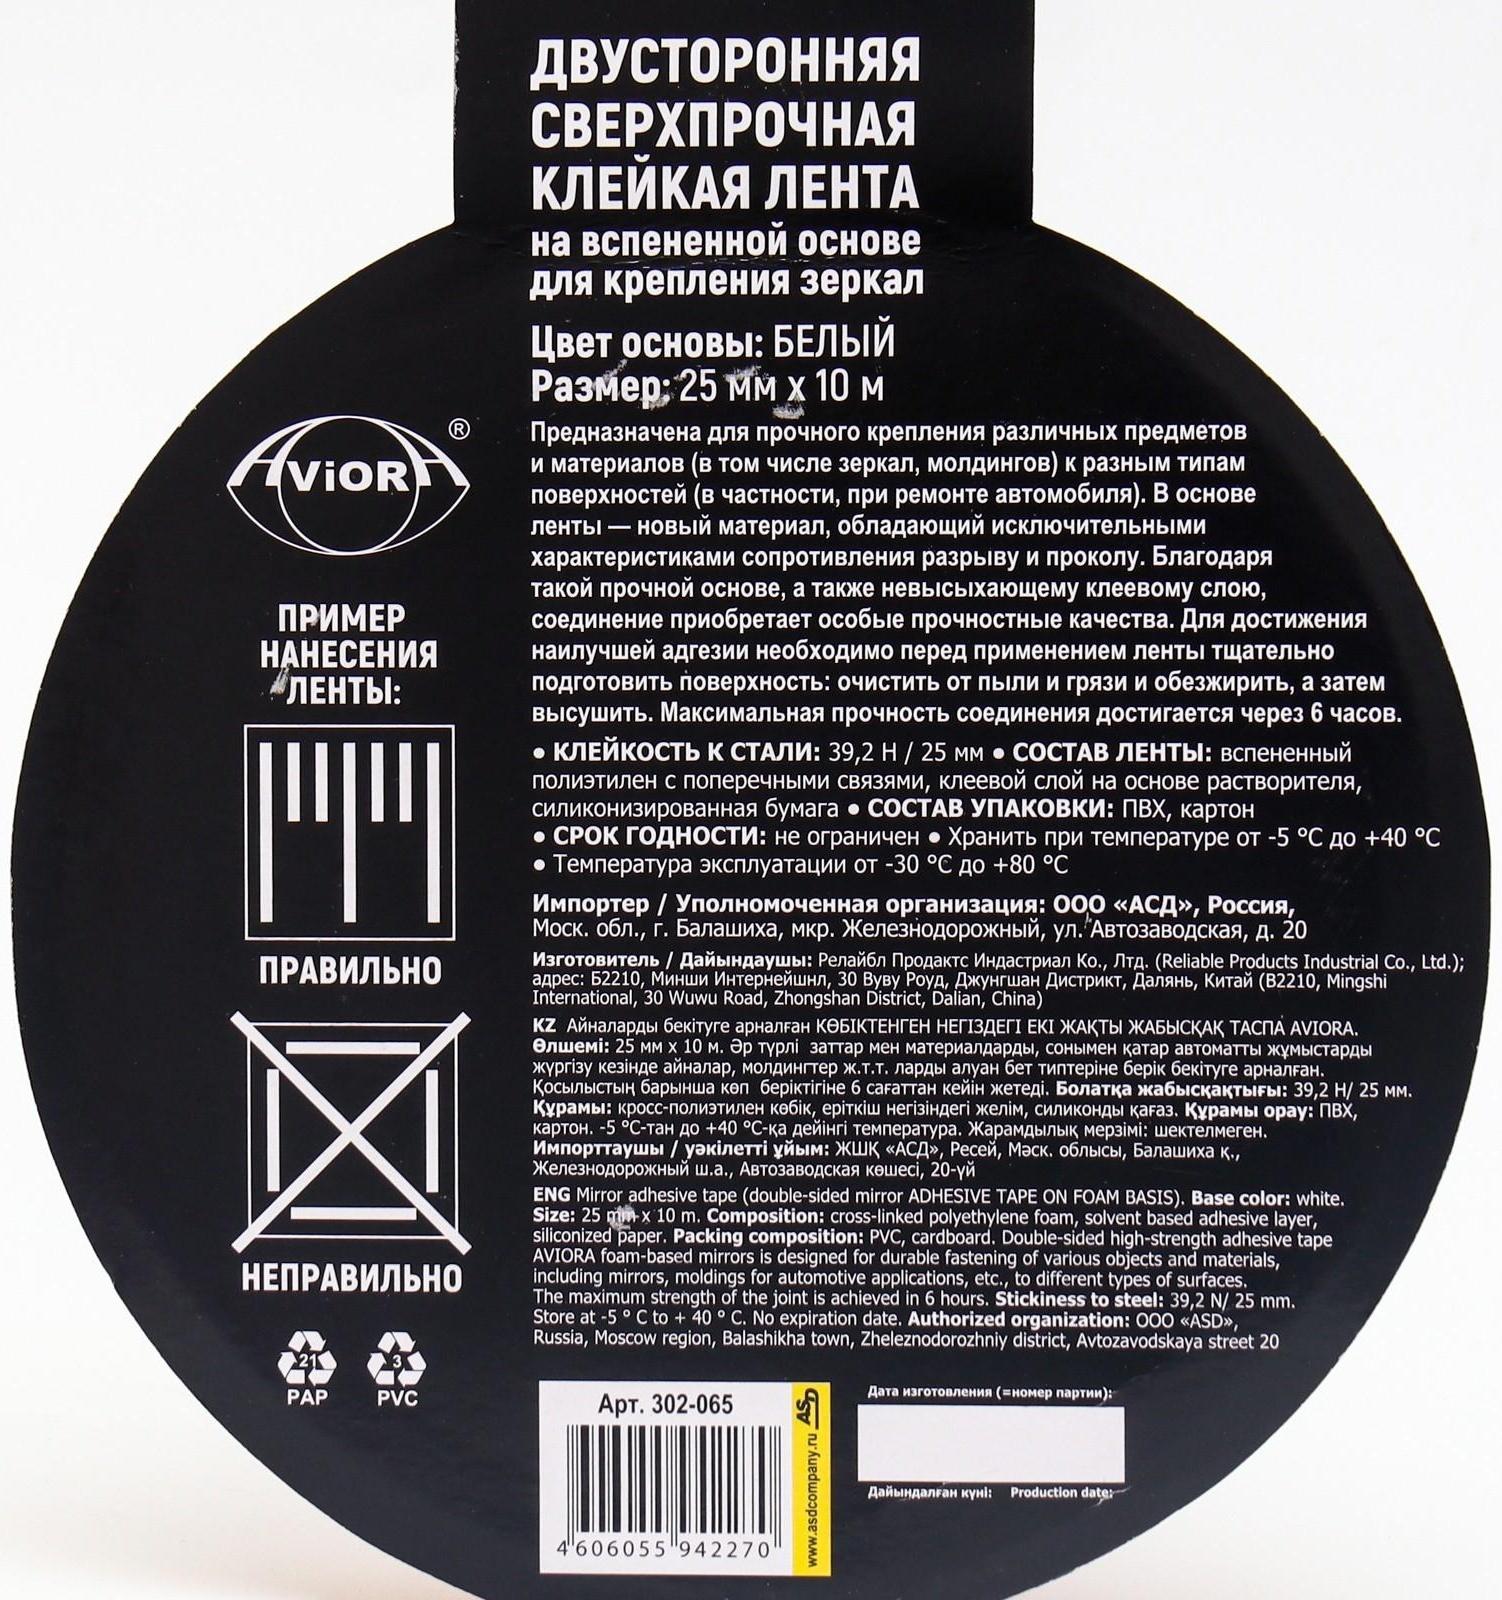 ДВУСТОРОННЯЯ
СВЕРХПРОЧНАЯ
КЛЕЙКАЯ ЛЕНТА
на вспененной основе
для крепления зеркал
Цвет основы: БЕЛЫЙ
Размер: 25 мм х 10 м
Предназначена для прочного крепления различных предметов
и материалов (в том числе зеркал, молдингов) к разным типам
поверхностей (в частности, при ремонте автомобиля). В основе
ленты — новый материал, обладающий исключительными
характеристиками сопротивления разрыву и проколу. Благодаря
такой прочной основе, а также невысыхающему клеевому слою,
соединение приобретает особые прочностные качества. Для достижения
наилучшей адгезии необходимо перед применением ленты тщательно
подготовить поверхность: очистить от пыли и грязи и обезжирить, а затем
высушить. Максимальная прочность соединения достигается через 6 часов.
● КЛЕЙКОСТЬ К СТАЛИ: 39,2 Н / 25 мм ● СОСТАВ ЛЕНТЫ: вспененный
полиэтилен с поперечными связями, клеевой слой на основе растворителя,
силиконизированная бумага ● СОСТАВ УПАКОВКИ: ПВХ, картон
● СРОК ГОДНОСТИ: не ограничен ● Хранить при температуре от -5 °C до +40 °C
● Температура эксплуатации от -30 °C до +80 °C
Импортер / Уполномоченная организация: ООО «АСД», Россия,
Моск. обл., г. Балашиха, мкр. Железнодорожный, ул. Автозаводская, д. 20
Изготовитель / Дайындаушы: Релайбл Продактс Индастриал Ко., Лтд. (Reliable Products Industrial Co., Ltd.);
адрес: Б2210, Минши Интернейшнл, 30 Вуву Роуд, Джунгшан Дистрикт, Далянь, Китай (B2210, Mingshi
International, 30 Wuwu Road, Zhongshan District, Dalian, China)
KZ Айналарды бекітуге арналған КӨБІКТЕНГЕН НЕГІЗДЕГІ ЕКІ ЖАҚТЫ ЖАБЫСҚАҚ ТАСПА AVIORA.
Өлшемі: 25 мм х 10 м. Әр түрлі заттар мен материалдарды, сонымен қатар автоматты жұмыстарды
жүргізу кезінде айналар, молдингтер ж.т.т. ларды алуан бет типтеріне берік бекітуге арналған.
Қосылыстың барынша көп беріктігіне 6 сағаттан кейін жетеді. Болатқа жабысқақтығы: 39,2 Н/ 25 мм.
Құрамы: кросс-полиэтилен көбік, еріткіш негізіндегі желім, силиконды қағаз. Құрамы орау: ПВХ,
картон. -5 °C-тан до +40 °C-қа дейінгі температура. Жарамдылық мерзімі: шектелмеген.
Импорттаушы / уәкілетті ұйым: ЖШҚ «АСД», Ресей, Мәск. облысы, Балашиха қ.,
Железнодорожный ш.а., Автозаводская көшесі, 20-үй
ENG Mirror adhesive tape (double-sided mirror ADHESIVE TAPE ON FOAM BASIS). Base color: white.
Size: 25 mm x 10 m. Composition: cross-linked polyethylene foam, solvent based adhesive layer,
siliconized paper. Packing composition: PVC, cardboard. Double-sided high-strength adhesive tape
AVIORA foam-based mirrors is designed for durable fastening of various objects and materials,
including mirrors, moldings for automotive applications, etc., to different types of surfaces.
The maximum strength of the joint is achieved in 6 hours. Stickiness to steel: 39,2 N/ 25 mm.
Store at -5 ° C to + 40 ° C. No expiration date. Authorized organization: OOO «ASD»,
Russia, Moscow region, Balashikha town, Zheleznodorozhniy district, Avtozavodskaya street 20
AViORA ®
ПРИМЕР
НАНЕСЕНИЯ
ЛЕНТЫ:
ПРАВИЛЬНО
НЕПРАВИЛЬНО
21 3
PAP PVC
Арт. 302-065
4 606055 942270
ASD
www.asdcompany.ru
Дата изготовления (=номер партии):
Дайындалған күні: Production date: